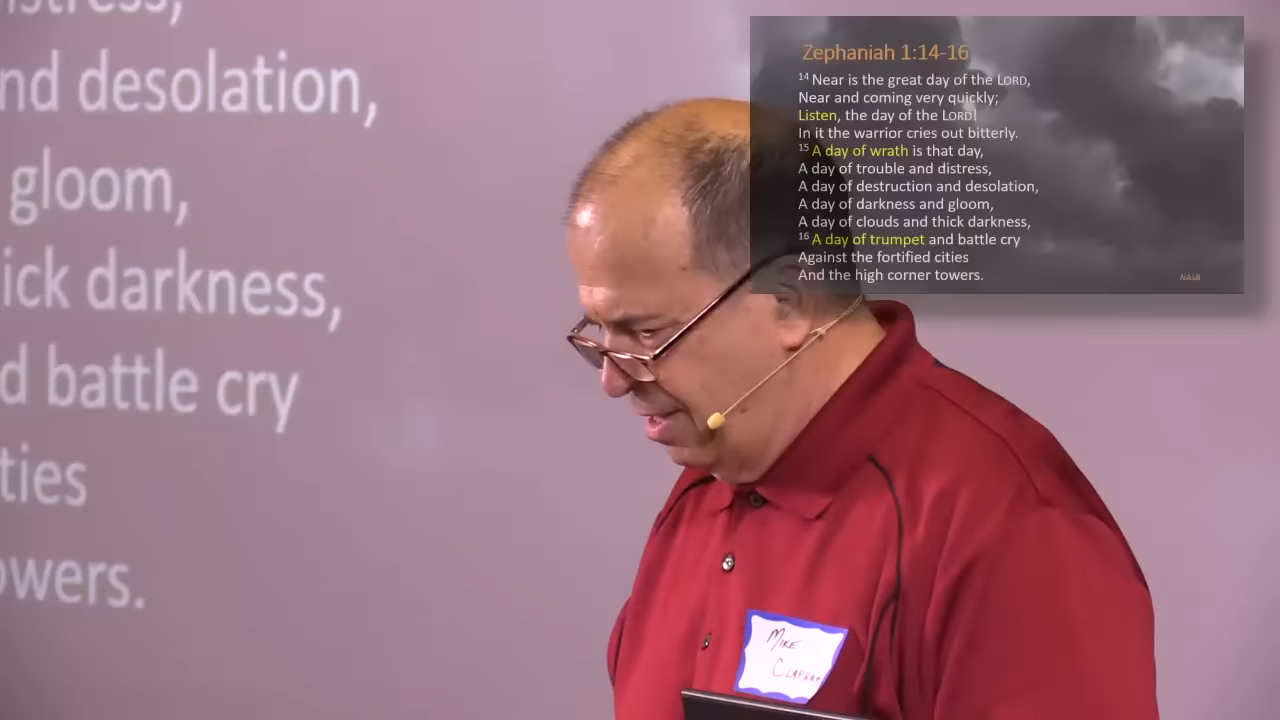 istress,
nd desolation,
gloom,
ick darkness,
d battle cry
ties
owers.
Zephaniah 1:14-16
14 Near is the great day of the LORD,
Near and coming very quickly;
Listen, the day of the LORD!
In it the warrior cries out bitterly.
15 A day of wrath is that day,
A day of trouble and distress,
A day of destruction and desolation,
A day of darkness and gloom,
A day of clouds and thick darkness,
16 A day of trumpet and battle cry
Against the fortified cities
And the high corner towers.
NASB
MIKE
CLAPHAM